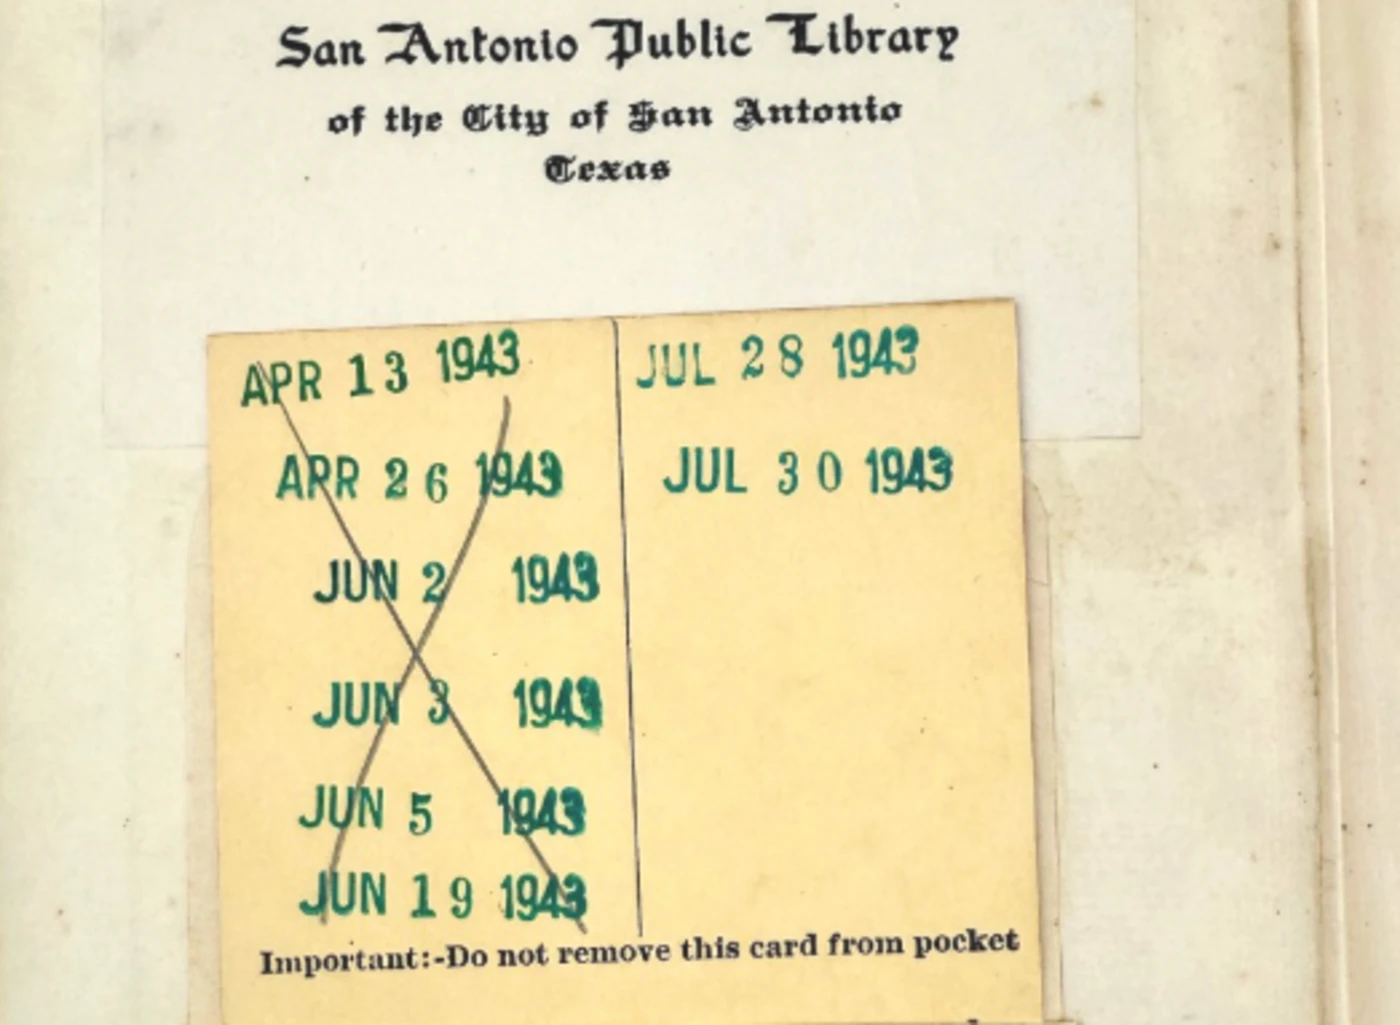 San Antonio Public Library
of the City of San Antonio
Texas
APR 13 1943
APR 26 1943
JUN 2 1943
JUN 3 1943
JUN 5 1943
JUN 19 1943
JUL 28 1943
JUL 30 1943
Important:-Do not remove this card from pocket